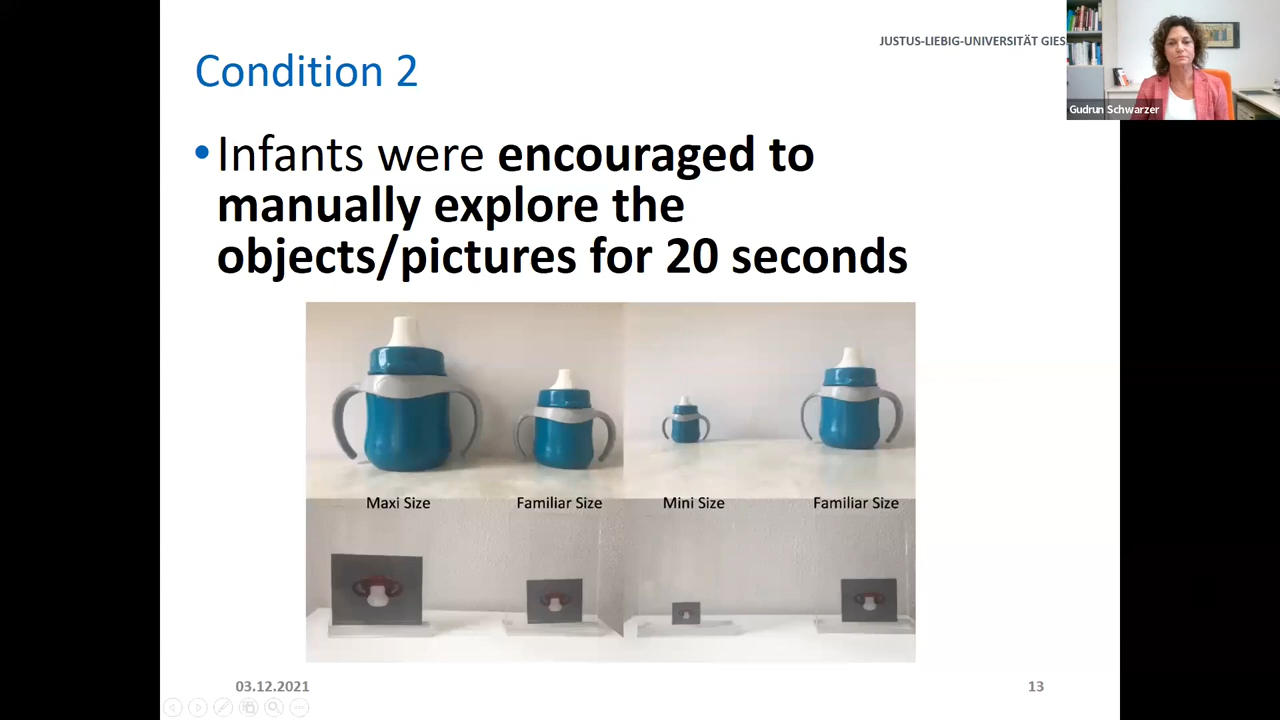 JUSTUS-LIEBIG-UNIVERSITÄT GIES
Gudrun Schwarzer
Condition 2
•Infants were encouraged to
manually explore the
objects/pictures for 20 seconds
Maxi Size Familiar Size Mini Size Familiar Size
03.12.2021 13